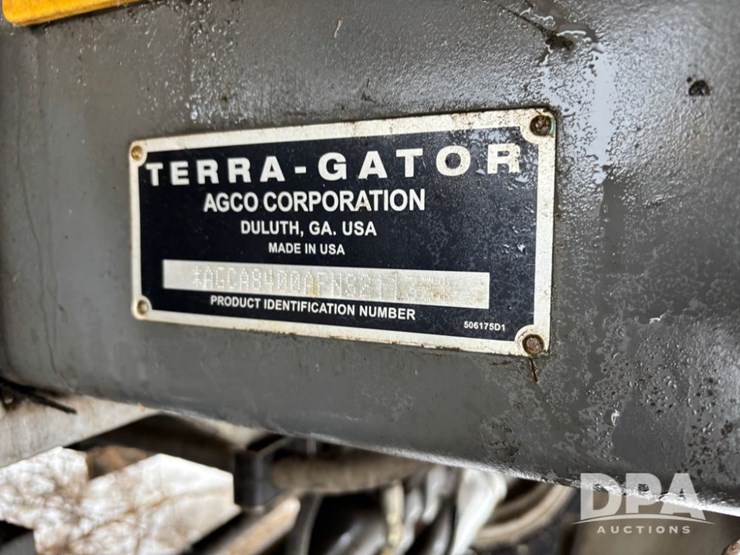 TERRA-GATOR
AGCO CORPORATION
DULUTH, GA. USA
MADE IN USA
PRODUCT IDENTIFICATION NUMBER
506175D1
DPA
AUCTIONS